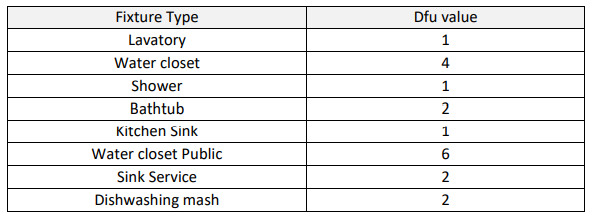 Fixture Type Dfu value
Lavatory 1
Water closet 4
Shower 1
Bathtub 2
Kitchen Sink 1
Water closet Public 6
Sink Service 2
Dishwashing mash 2